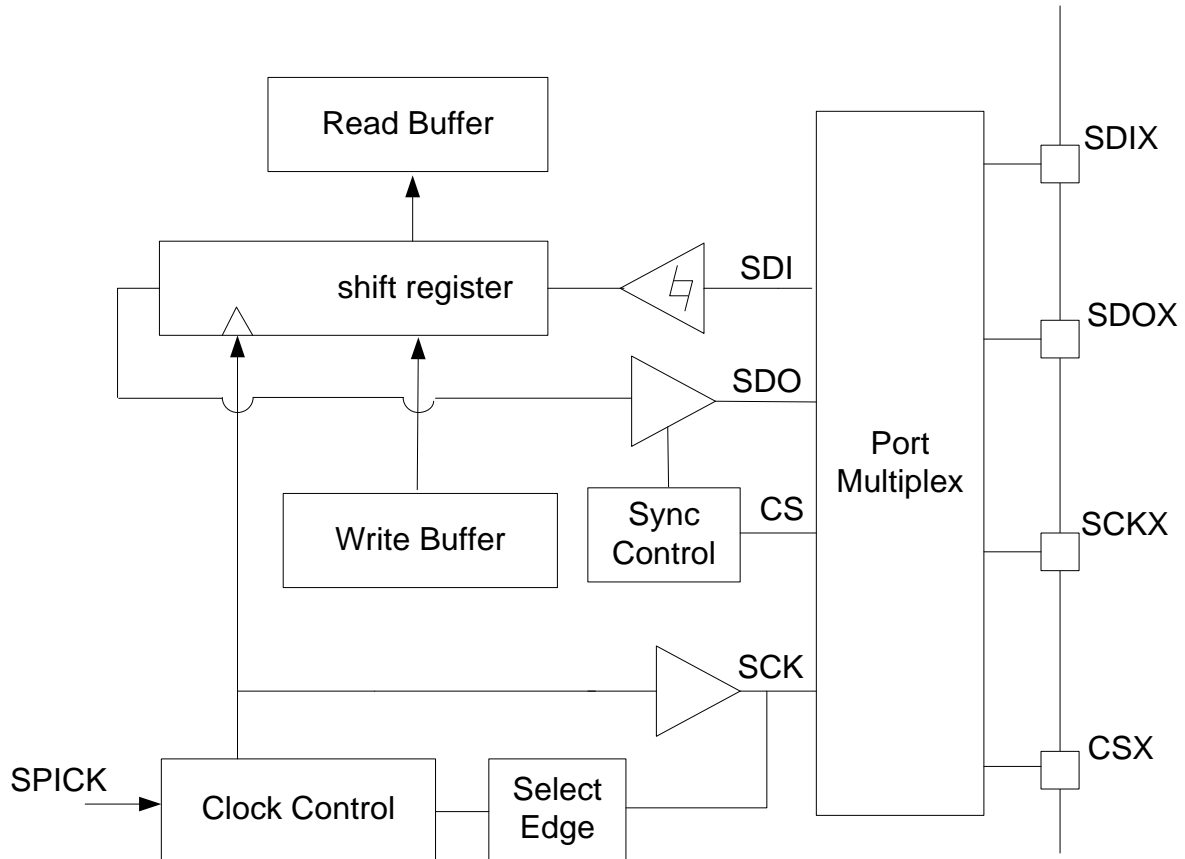 SDIX
Read Buffer
SDI
shift register
SDOX
SDO
Port
Multiplex
CS
Sync
Control
Write Buffer
SCKX
SCK
CSX
SPICK
Clock Control
Select
Edge